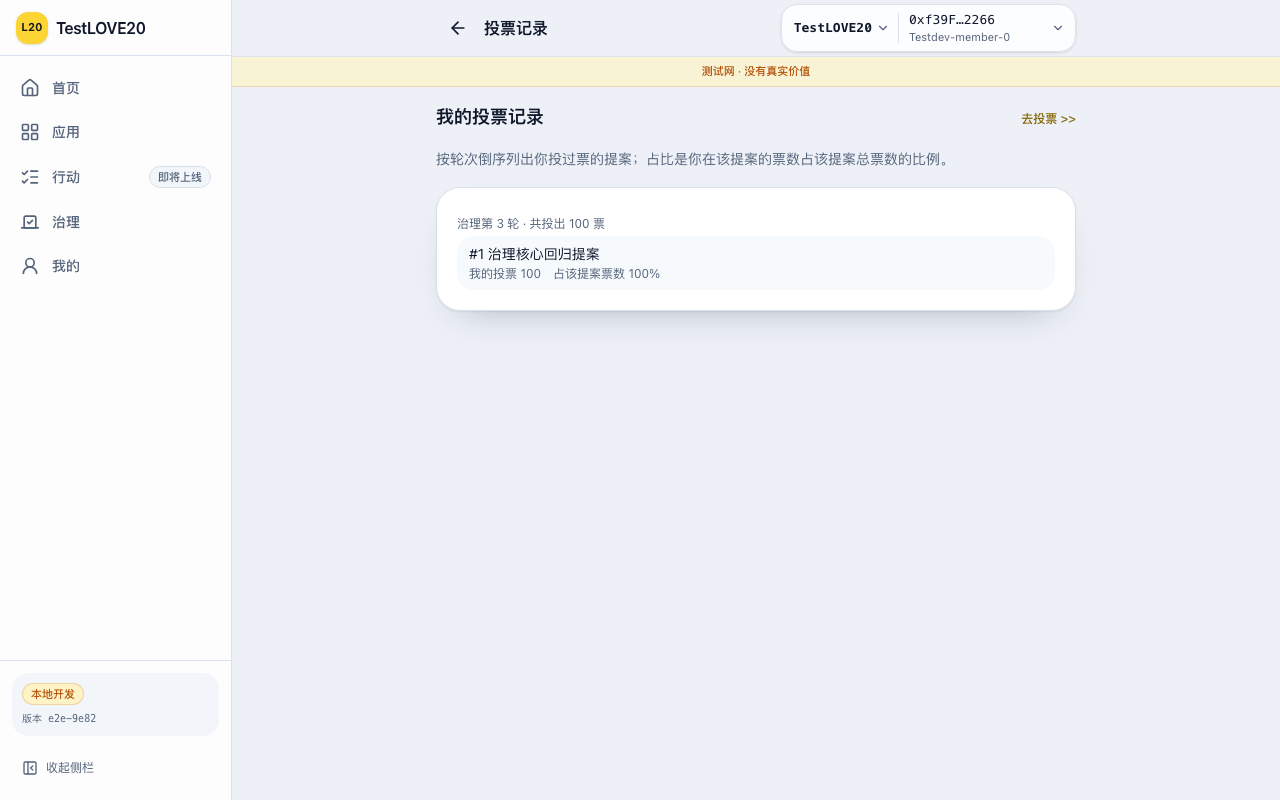 L20 TestLOVE20
首页
应用
行动 即将上线
治理
我的
本地开发
版本 e2e-9e82
收起侧栏
投票记录
TestLOVE20
0xf39F…2266
Testdev-member-0
测试网 · 没有真实价值
我的投票记录
去投票 >>
按轮次倒序列出你投过票的提案；占比是你在该提案的票数占该提案总票数的比例。
治理第 3 轮 · 共投出 100 票
#1 治理核心回归提案
我的投票 100 占该提案票数 100%